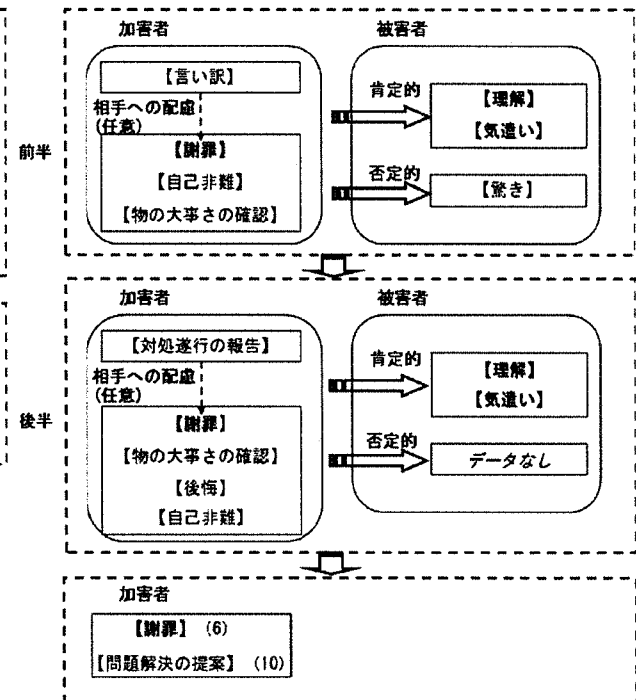 加害者
被害者
【言い訳】
相手への配慮
(任意)
【謝罪】
【自己非難】
【物の大事さの確認】
肯定的
【理解】
【気遣い】
否定的
【驚き】
前半
加害者
被害者
【対処遂行の報告】
相手への配慮
(任意)
【謝罪】
【物の大事さの確認】
【後悔】
【自己非難】
肯定的
【理解】
【気遣い】
否定的
データなし
後半
加害者
【謝罪】(6)
【問題解決の提案】(10)